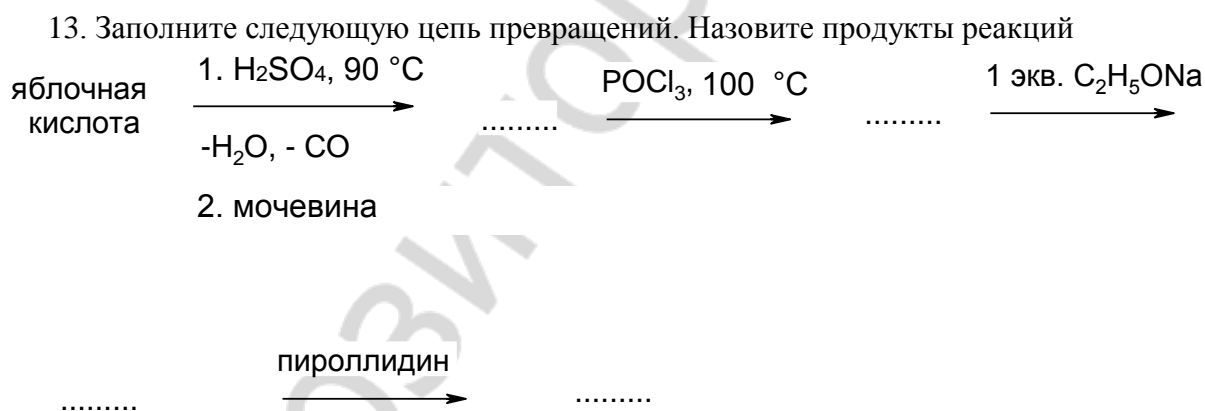 13. Заполните следующую цепь превращений. Назовите продукты реакций
яблочная
кислота
1. H₂SO₄, 90 °C
-H₂O, - CO
2. мочевина
.........
POCl₃, 100 °C
.........
1 экв. C₂H₅ONa
.........
пироллидин
.........